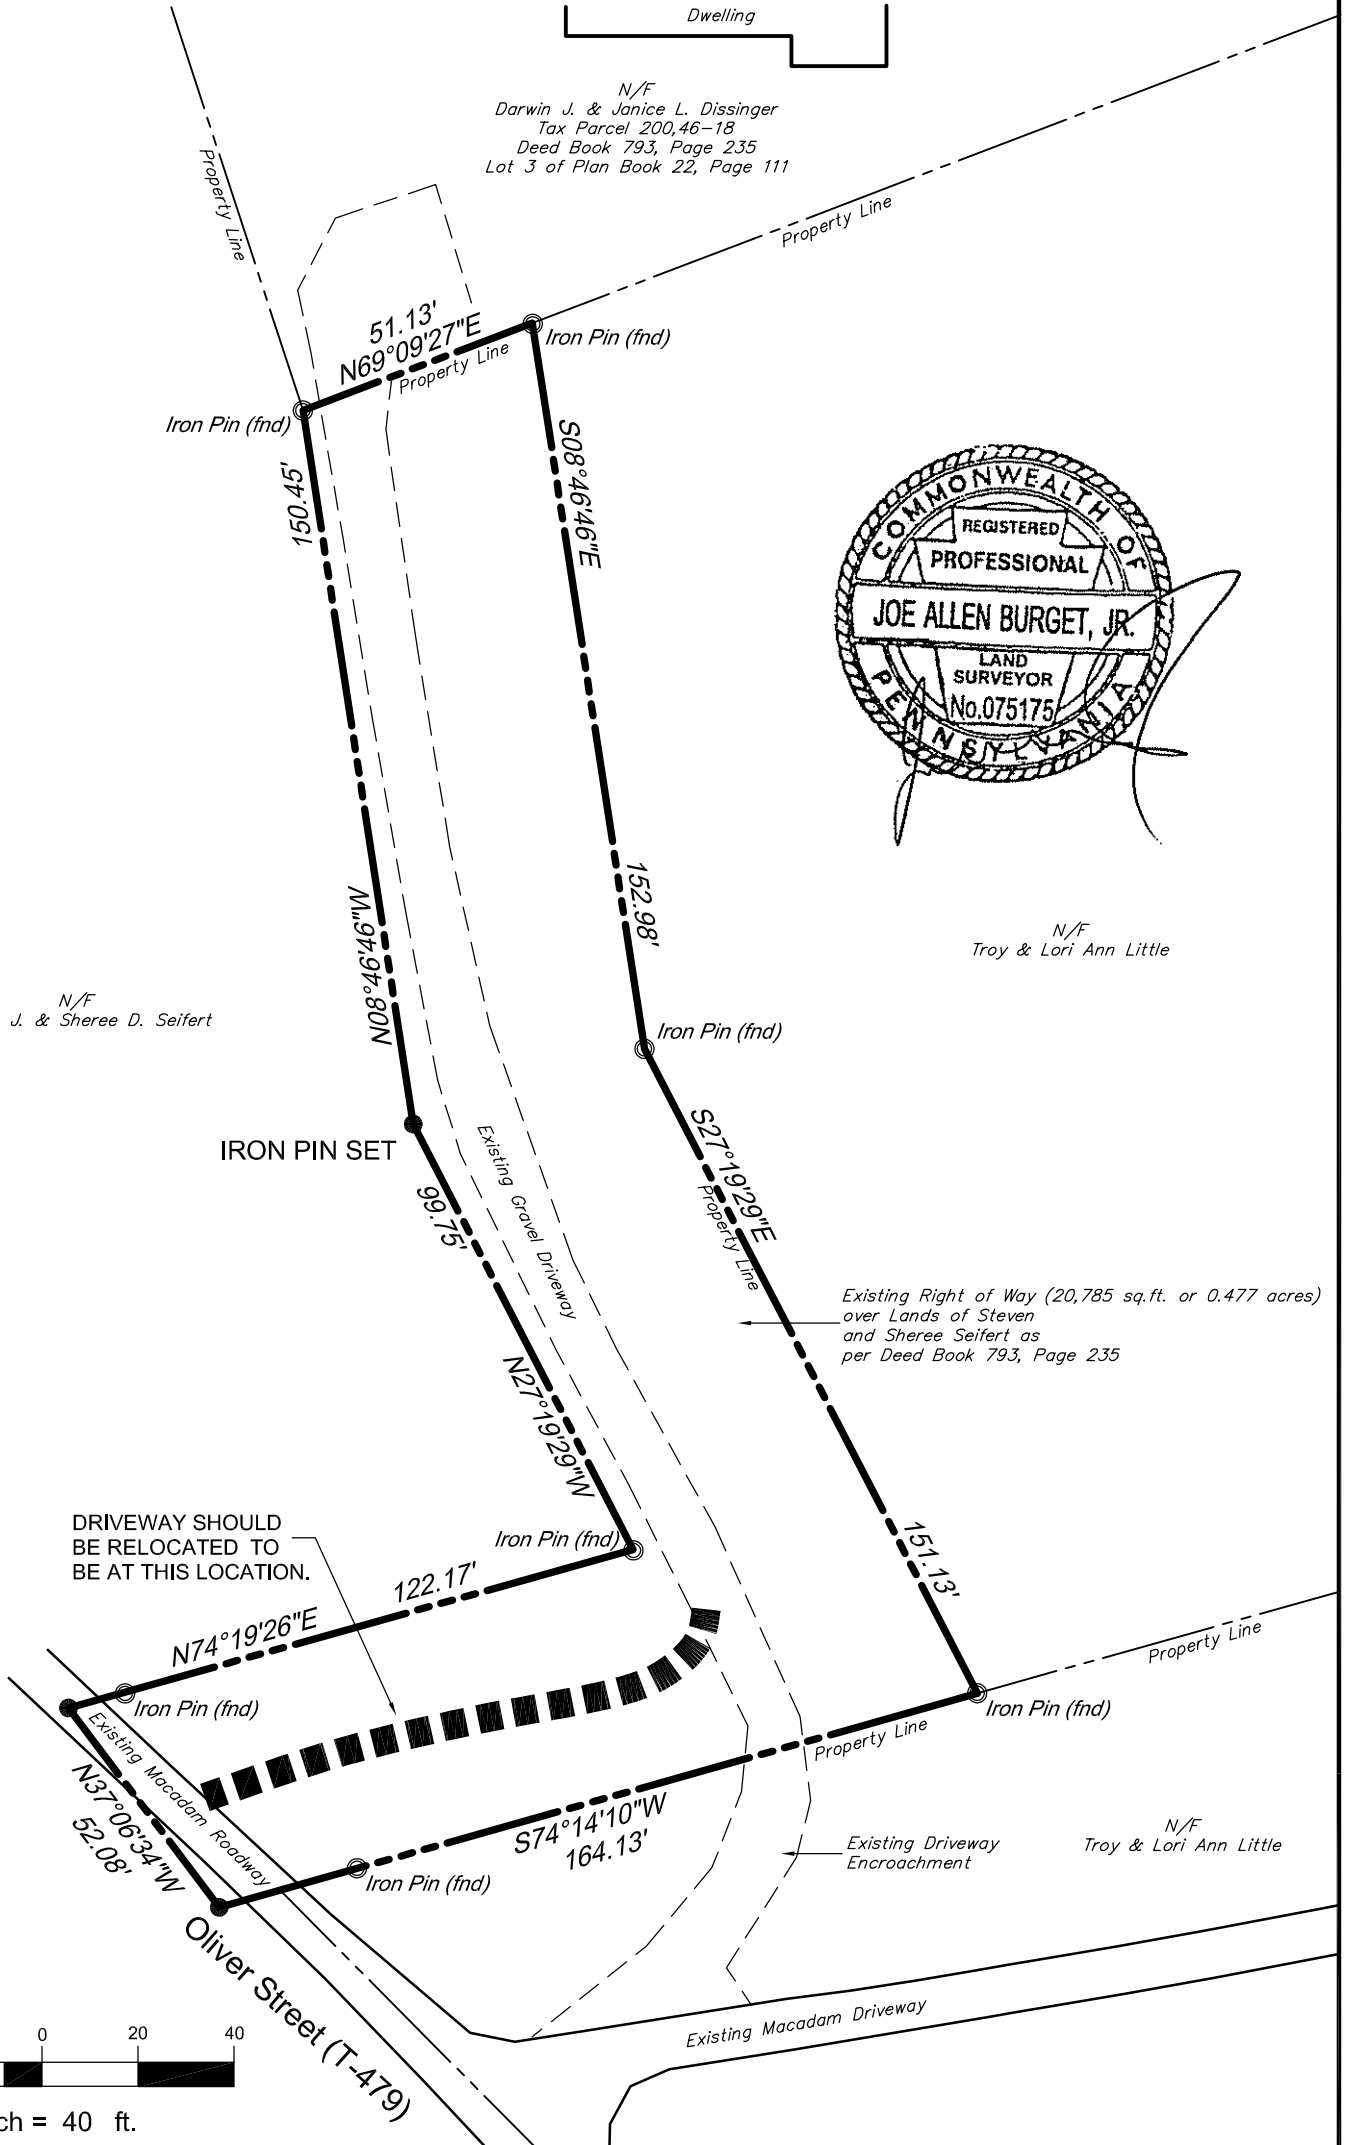 Dwelling
N/F
Darwin J. & Janice L. Dissinger
Tax Parcel 200,46-18
Deed Book 793, Page 235
Lot 3 of Plan Book 22, Page 111
Property Line
Property Line
51.13'
N69°09'27"E
Property Line
Iron Pin (fnd)
Iron Pin (fnd)
150.45'
S08°46'46"E
COMMONWEALTH OF
REGISTERED
PROFESSIONAL
JOE ALLEN BURGET, JR.
LAND
SURVEYOR
No.075175
PENNSYLVANIA
N08°46'46"W
152.98'
N/F
Troy & Lori Ann Little
N/F
J. & Sheree D. Seifert
Iron Pin (fnd)
IRON PIN SET
99.75'
Existing Gravel Driveway
S27°19'29"E
Property Line
Existing Right of Way (20,785 sq.ft. or 0.477 acres)
over Lands of Steven
and Sheree Seifert as
per Deed Book 793, Page 235
N27°19'29"W
DRIVEWAY SHOULD
BE RELOCATED TO
BE AT THIS LOCATION.
Iron Pin (fnd)
151.13'
122.17'
N74°19'26"E
Property Line
Iron Pin (fnd)
Iron Pin (fnd)
Existing Macadam Roadway
Property Line
N37°06'34"W
52.08'
S74°14'10"W
164.13'
Existing Driveway
Encroachment
N/F
Troy & Lori Ann Little
Iron Pin (fnd)
Oliver Street (T-479)
Existing Macadam Driveway
0 20 40
ch = 40 ft.